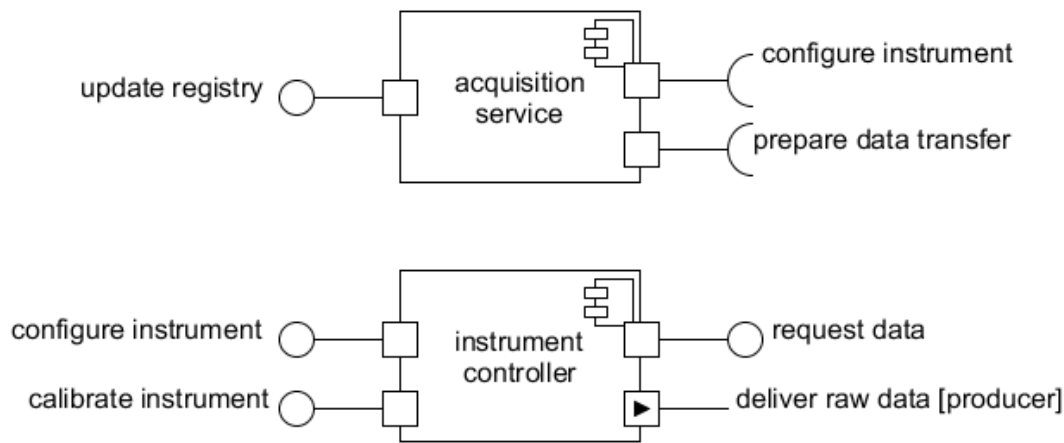 update registry
acquisition
service
configure instrument
prepare data transfer
configure instrument
calibrate instrument
instrument
controller
request data
deliver raw data [producer]